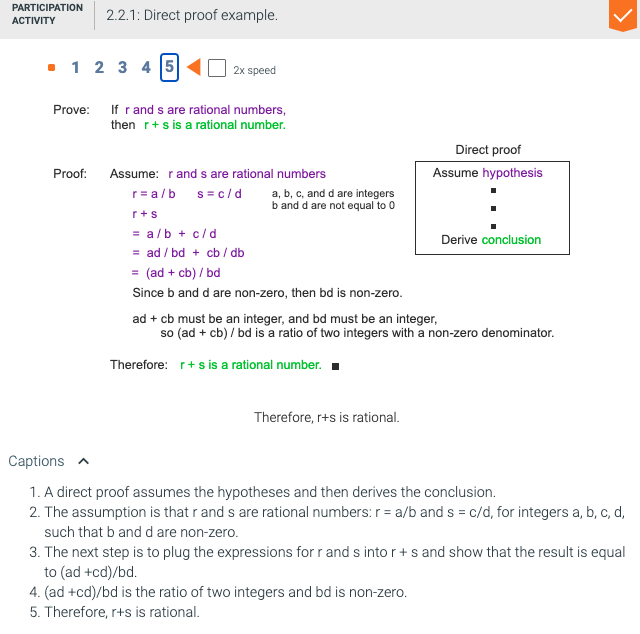 PARTICIPATION
ACTIVITY
2.2.1: Direct proof example.
1 2 3 4 5 2x speed
Prove: If r and s are rational numbers,
then r + s is a rational number.
Direct proof
Proof: Assume: r and s are rational numbers
Assume hypothesis
r = a / b s = c / d a, b, c, and d are integers
b and d are not equal to 0
r + s
= a / b + c / d
Derive conclusion
= ad / bd + cb / db
= (ad + cb) / bd
Since b and d are non-zero, then bd is non-zero.
ad + cb must be an integer, and bd must be an integer,
so (ad + cb) / bd is a ratio of two integers with a non-zero denominator.
Therefore: r + s is a rational number. ■
Therefore, r+s is rational.
Captions
1. A direct proof assumes the hypotheses and then derives the conclusion.
2. The assumption is that r and s are rational numbers: r = a/b and s = c/d, for integers a, b, c, d,
such that b and d are non-zero.
3. The next step is to plug the expressions for r and s into r + s and show that the result is equal
to (ad +cd)/bd.
4. (ad +cd)/bd is the ratio of two integers and bd is non-zero.
5. Therefore, r+s is rational.